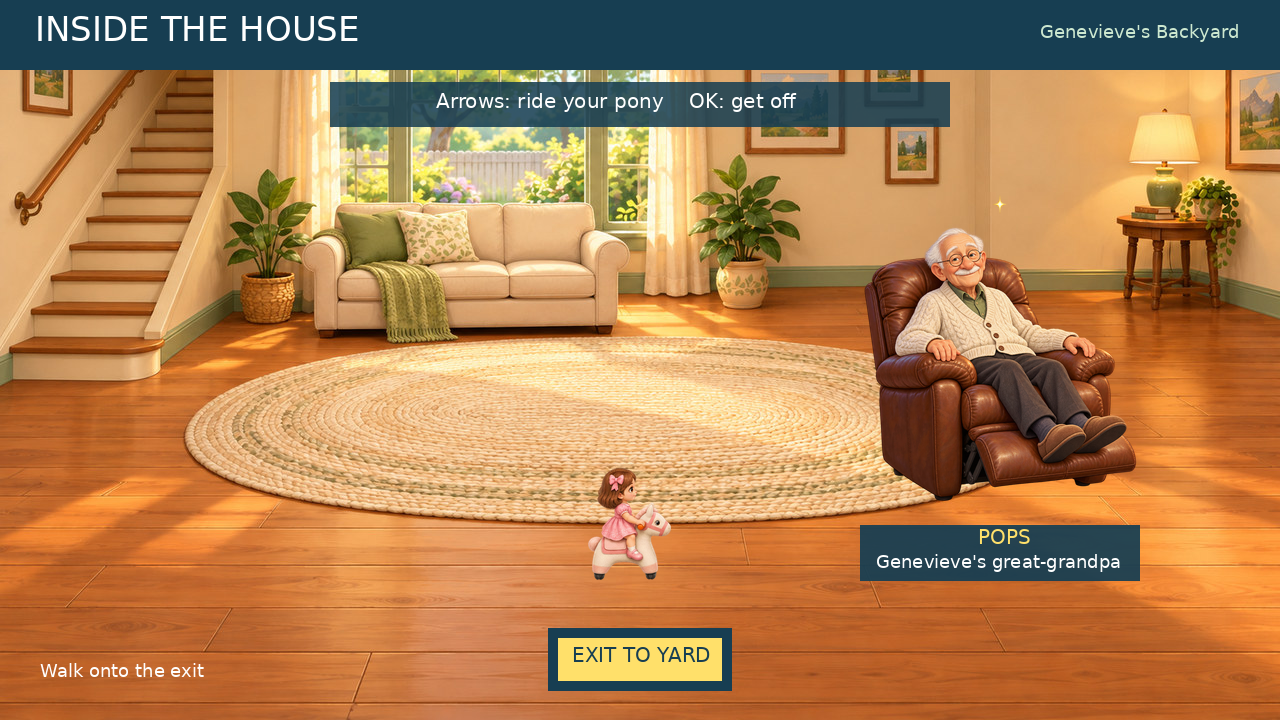 INSIDE THE HOUSE
Genevieve's Backyard
Arrows: ride your pony    OK: get off
POPS
Genevieve's great-grandpa
EXIT TO YARD
Walk onto the exit